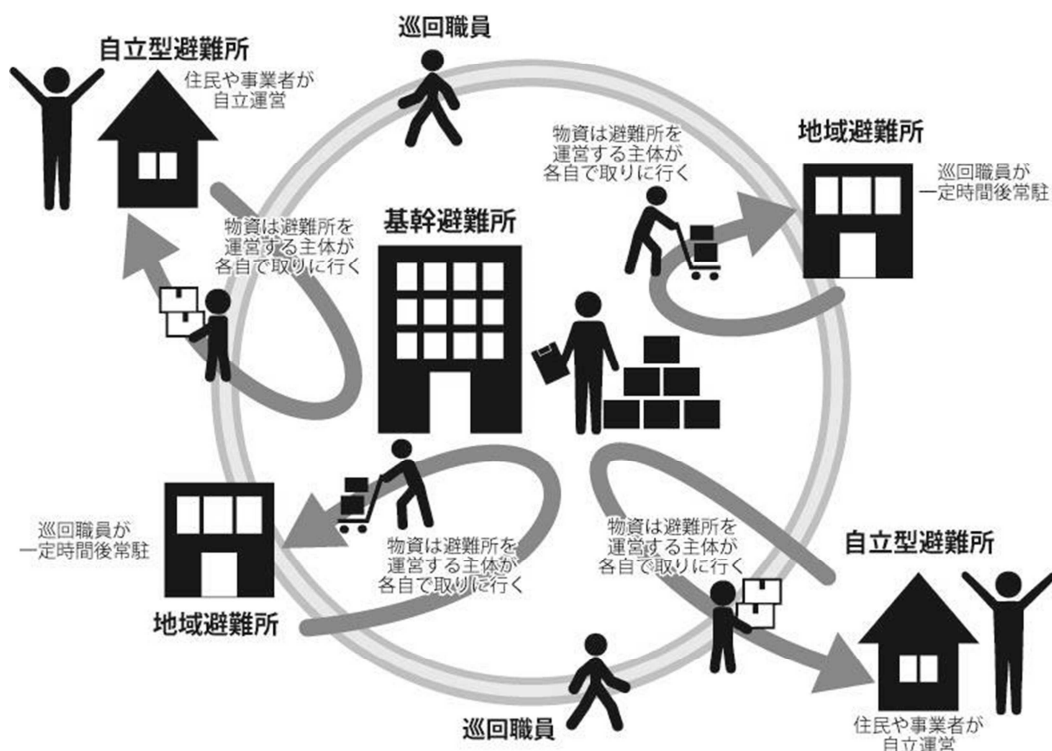 巡回職員
自立型避難所
住民や事業者が
自立運営
物資は避難所を
運営する主体が
各自で取りに行く
地域避難所
巡回職員が
一定時間後常駐
物資は避難所を
運営する主体が
各自で取りに行く
基幹避難所
巡回職員が
一定時間後常駐
地域避難所
物資は避難所を
運営する主体が
各自で取りに行く
物資は避難所を
運営する主体が
各自で取りに行く
自立型避難所
住民や事業者が
自立運営
巡回職員